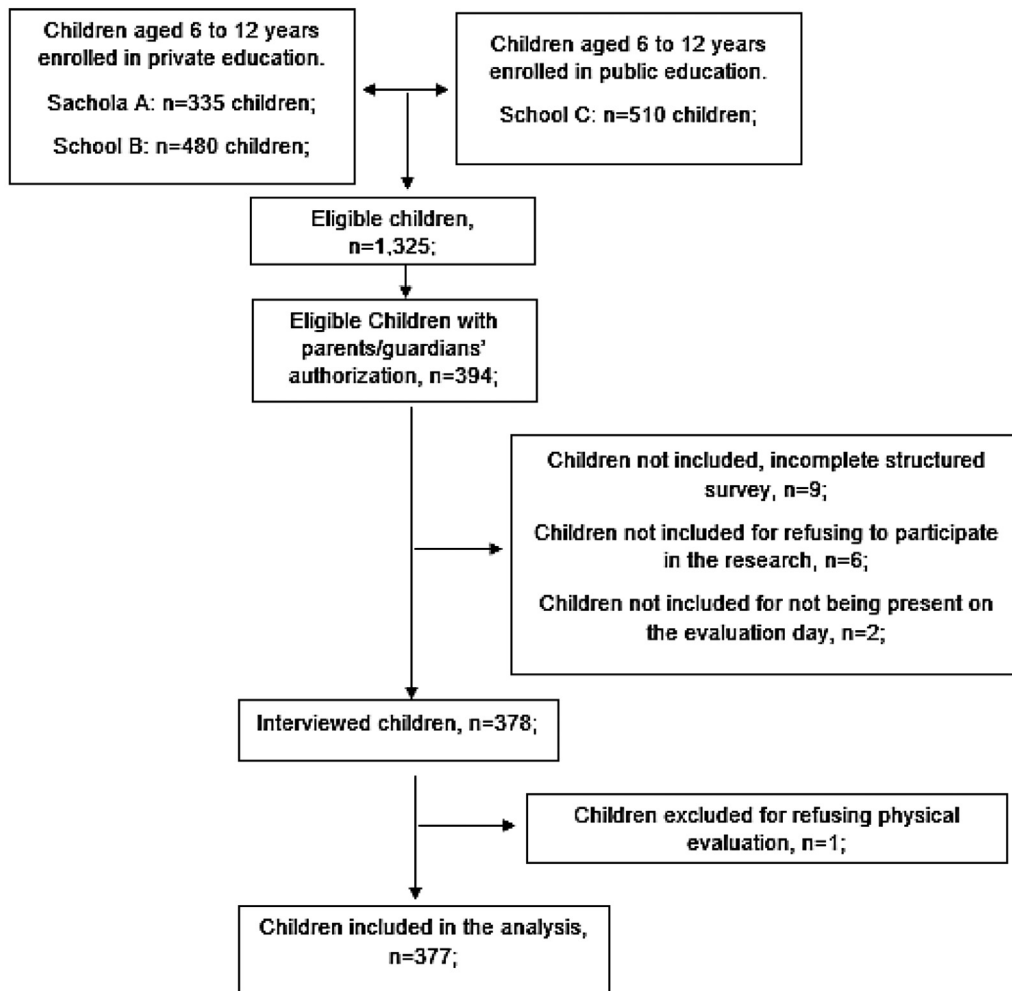 Children aged 6 to 12 years
enrolled in private education.
Sachola A: n=335 children;
School B: n=480 children;
Children aged 6 to 12 years
enrolled in public education.
School C: n=510 children;
Eligible children,
n=1,325;
Eligible Children with
parents/guardians’
authorization, n=394;
Children not included, incomplete structured
survey, n=9;
Children not included for refusing to participate
in the research, n=6;
Children not included for not being present on
the evaluation day, n=2;
Interviewed children, n=378;
Children excluded for refusing physical
evaluation, n=1;
Children included in the analysis,
n=377;